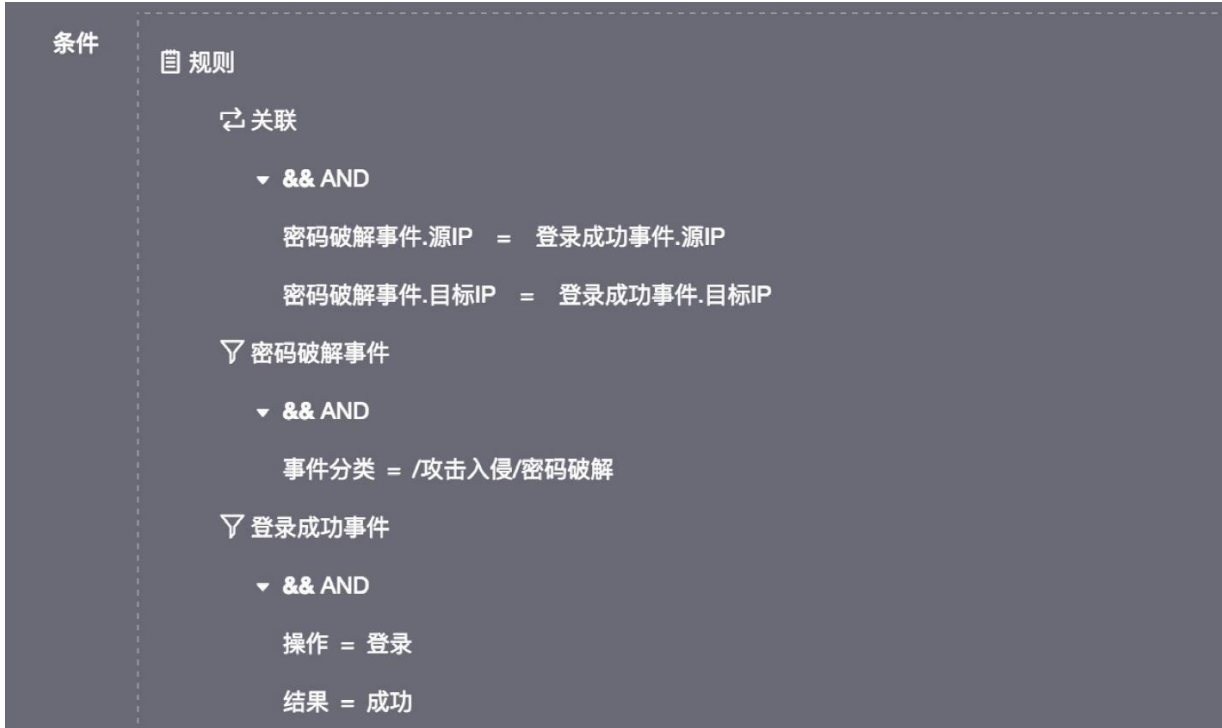 条件
规则
关联
&& AND
密码破解事件.源IP = 登录成功事件.源IP
密码破解事件.目标IP = 登录成功事件.目标IP
密码破解事件
&& AND
事件分类 = /攻击入侵/密码破解
登录成功事件
&& AND
操作 = 登录
结果 = 成功